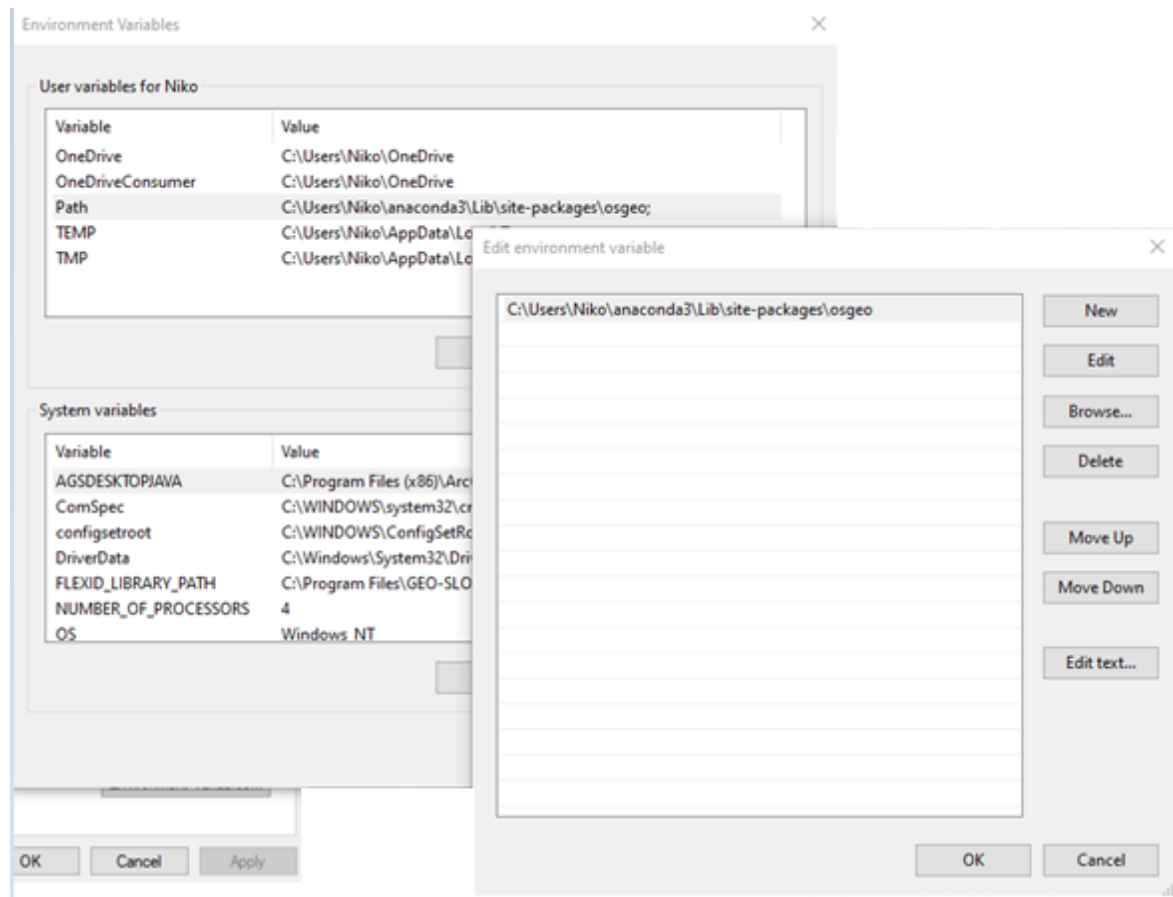 Environment Variables
User variables for Niko
Variable Value
OneDrive C:\Users\Niko\OneDrive
OneDriveConsumer C:\Users\Niko\OneDrive
Path C:\Users\Niko\anaconda3\Lib\site-packages\osgeo;
TEMP C:\Users\Niko\AppData\Lo
TMP C:\Users\Niko\AppData\Lo
System variables
Variable Value
AGSDESKTOPJAVA C:\Program Files (x86)\Arc
ComSpec C:\WINDOWS\system32\c
configsetroot C:\WINDOWS\ConfigSetRo
DriverData C:\Windows\System32\Dri
FLEXID_LIBRARY_PATH C:\Program Files\GEO-SLO
NUMBER_OF_PROCESSORS 4
OS Windows_NT
OK Cancel Apply
Edit environment variable
C:\Users\Niko\anaconda3\Lib\site-packages\osgeo
New
Edit
Browse...
Delete
Move Up
Move Down
Edit text...
OK Cancel